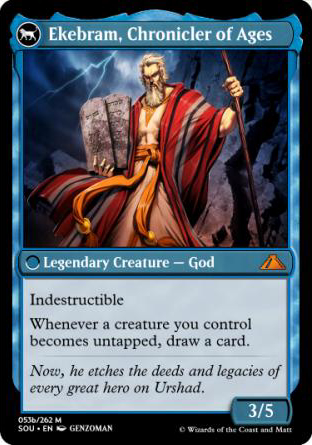 Ekebram, Chronicler of Ages
Legendary Creature — God
Indestructible
Whenever a creature you control
becomes untapped, draw a card.
Now, he etches the deeds and legacies of
every great hero on Urshad.
3/5
053b/262 M
SOU • EN GENZOMAN
© Wizards of the Coast and Matt